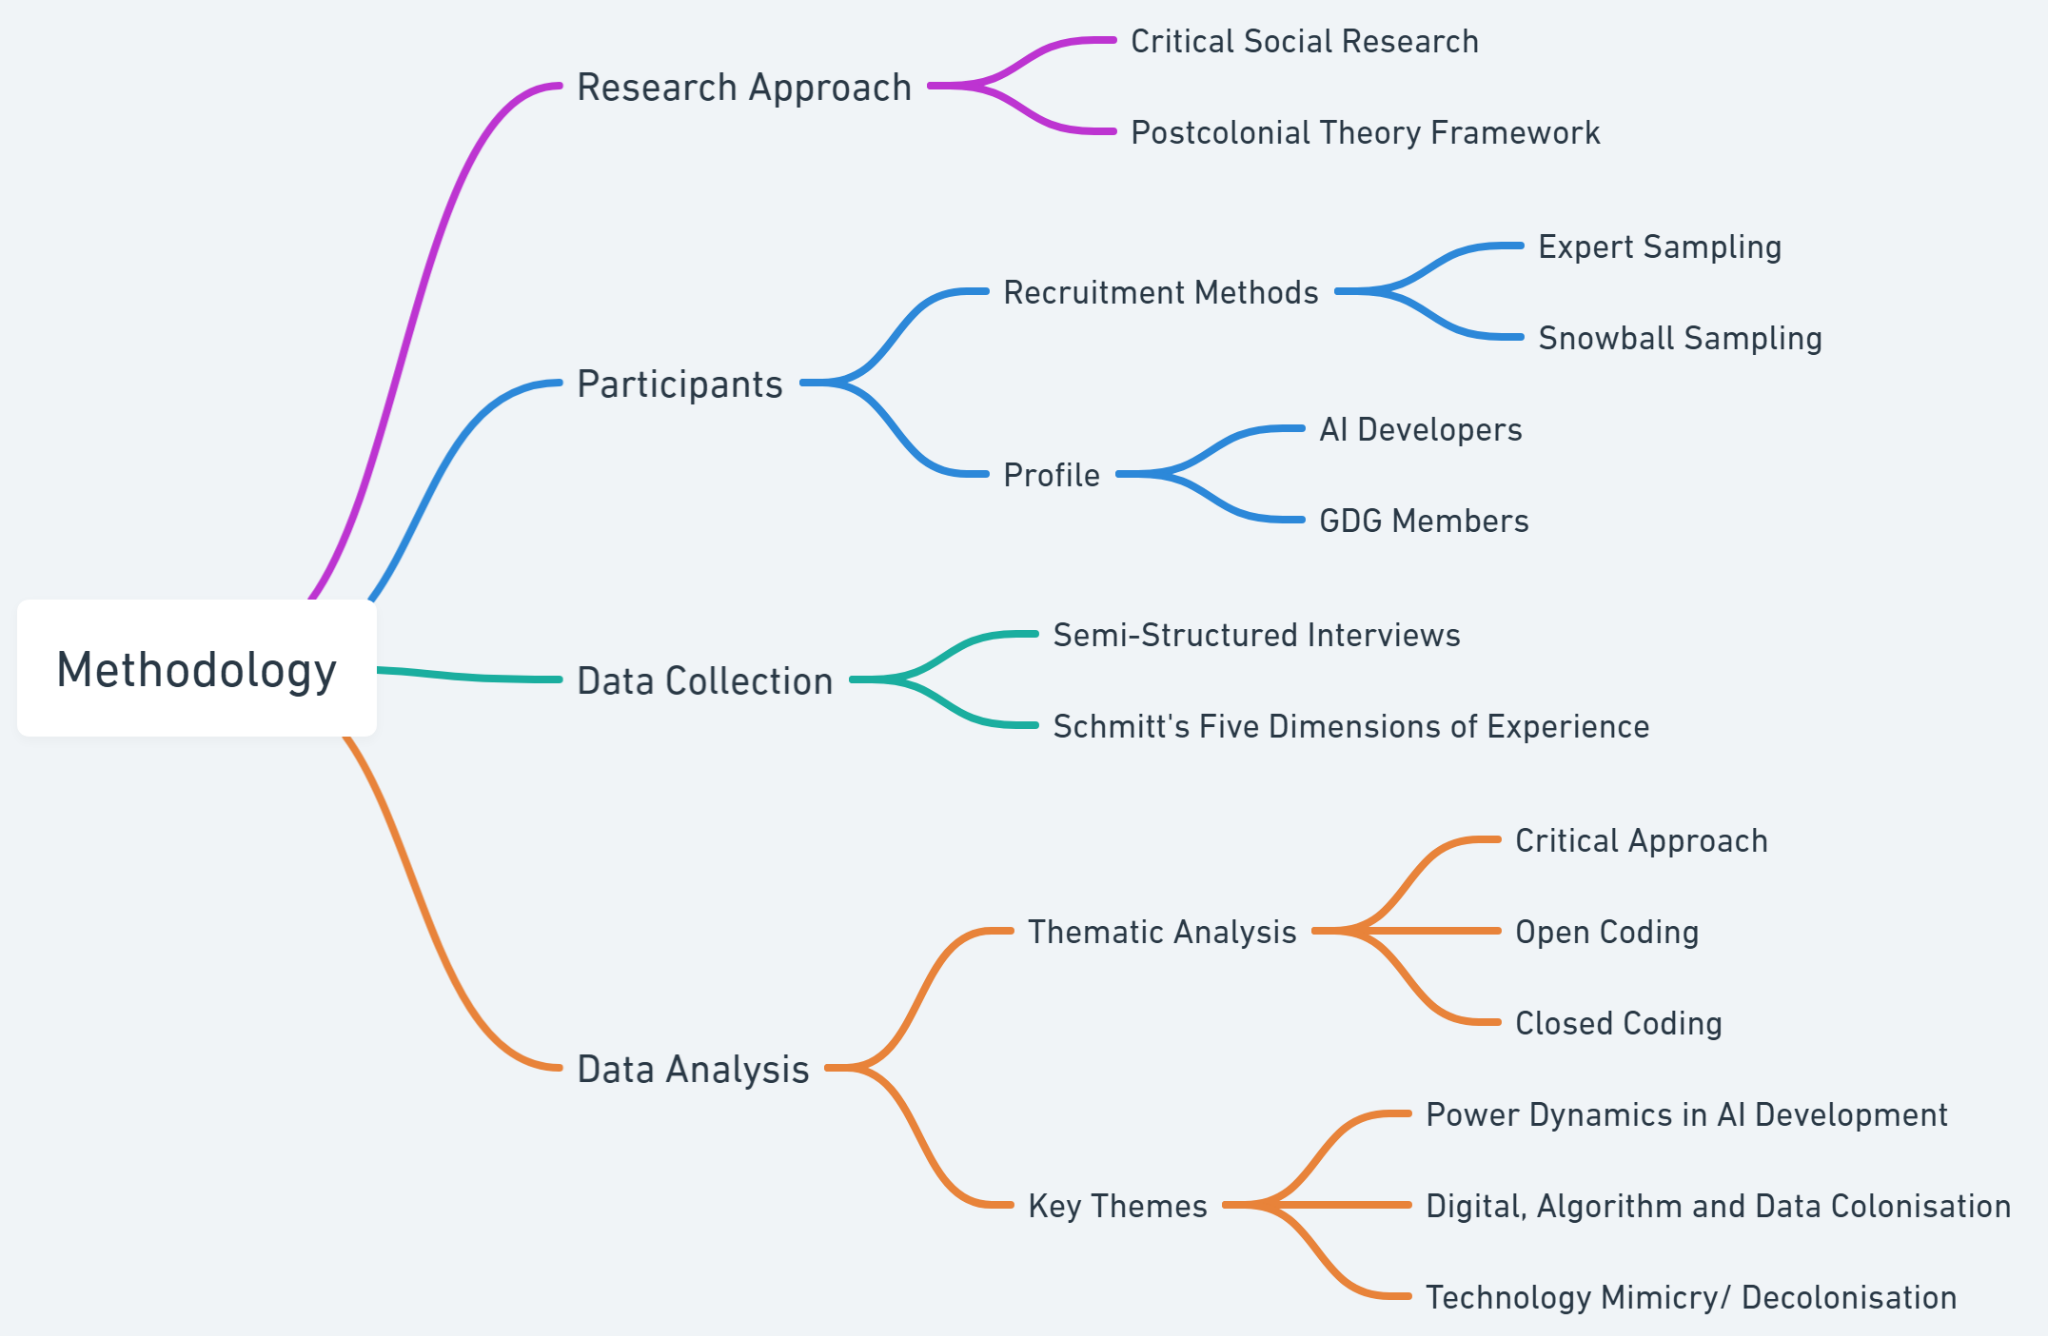 Methodology
Research Approach
Critical Social Research
Postcolonial Theory Framework
Participants
Recruitment Methods
Expert Sampling
Snowball Sampling
Profile
AI Developers
GDG Members
Data Collection
Semi-Structured Interviews
Schmitt's Five Dimensions of Experience
Data Analysis
Thematic Analysis
Critical Approach
Open Coding
Closed Coding
Key Themes
Power Dynamics in AI Development
Digital, Algorithm and Data Colonisation
Technology Mimicry/ Decolonisation